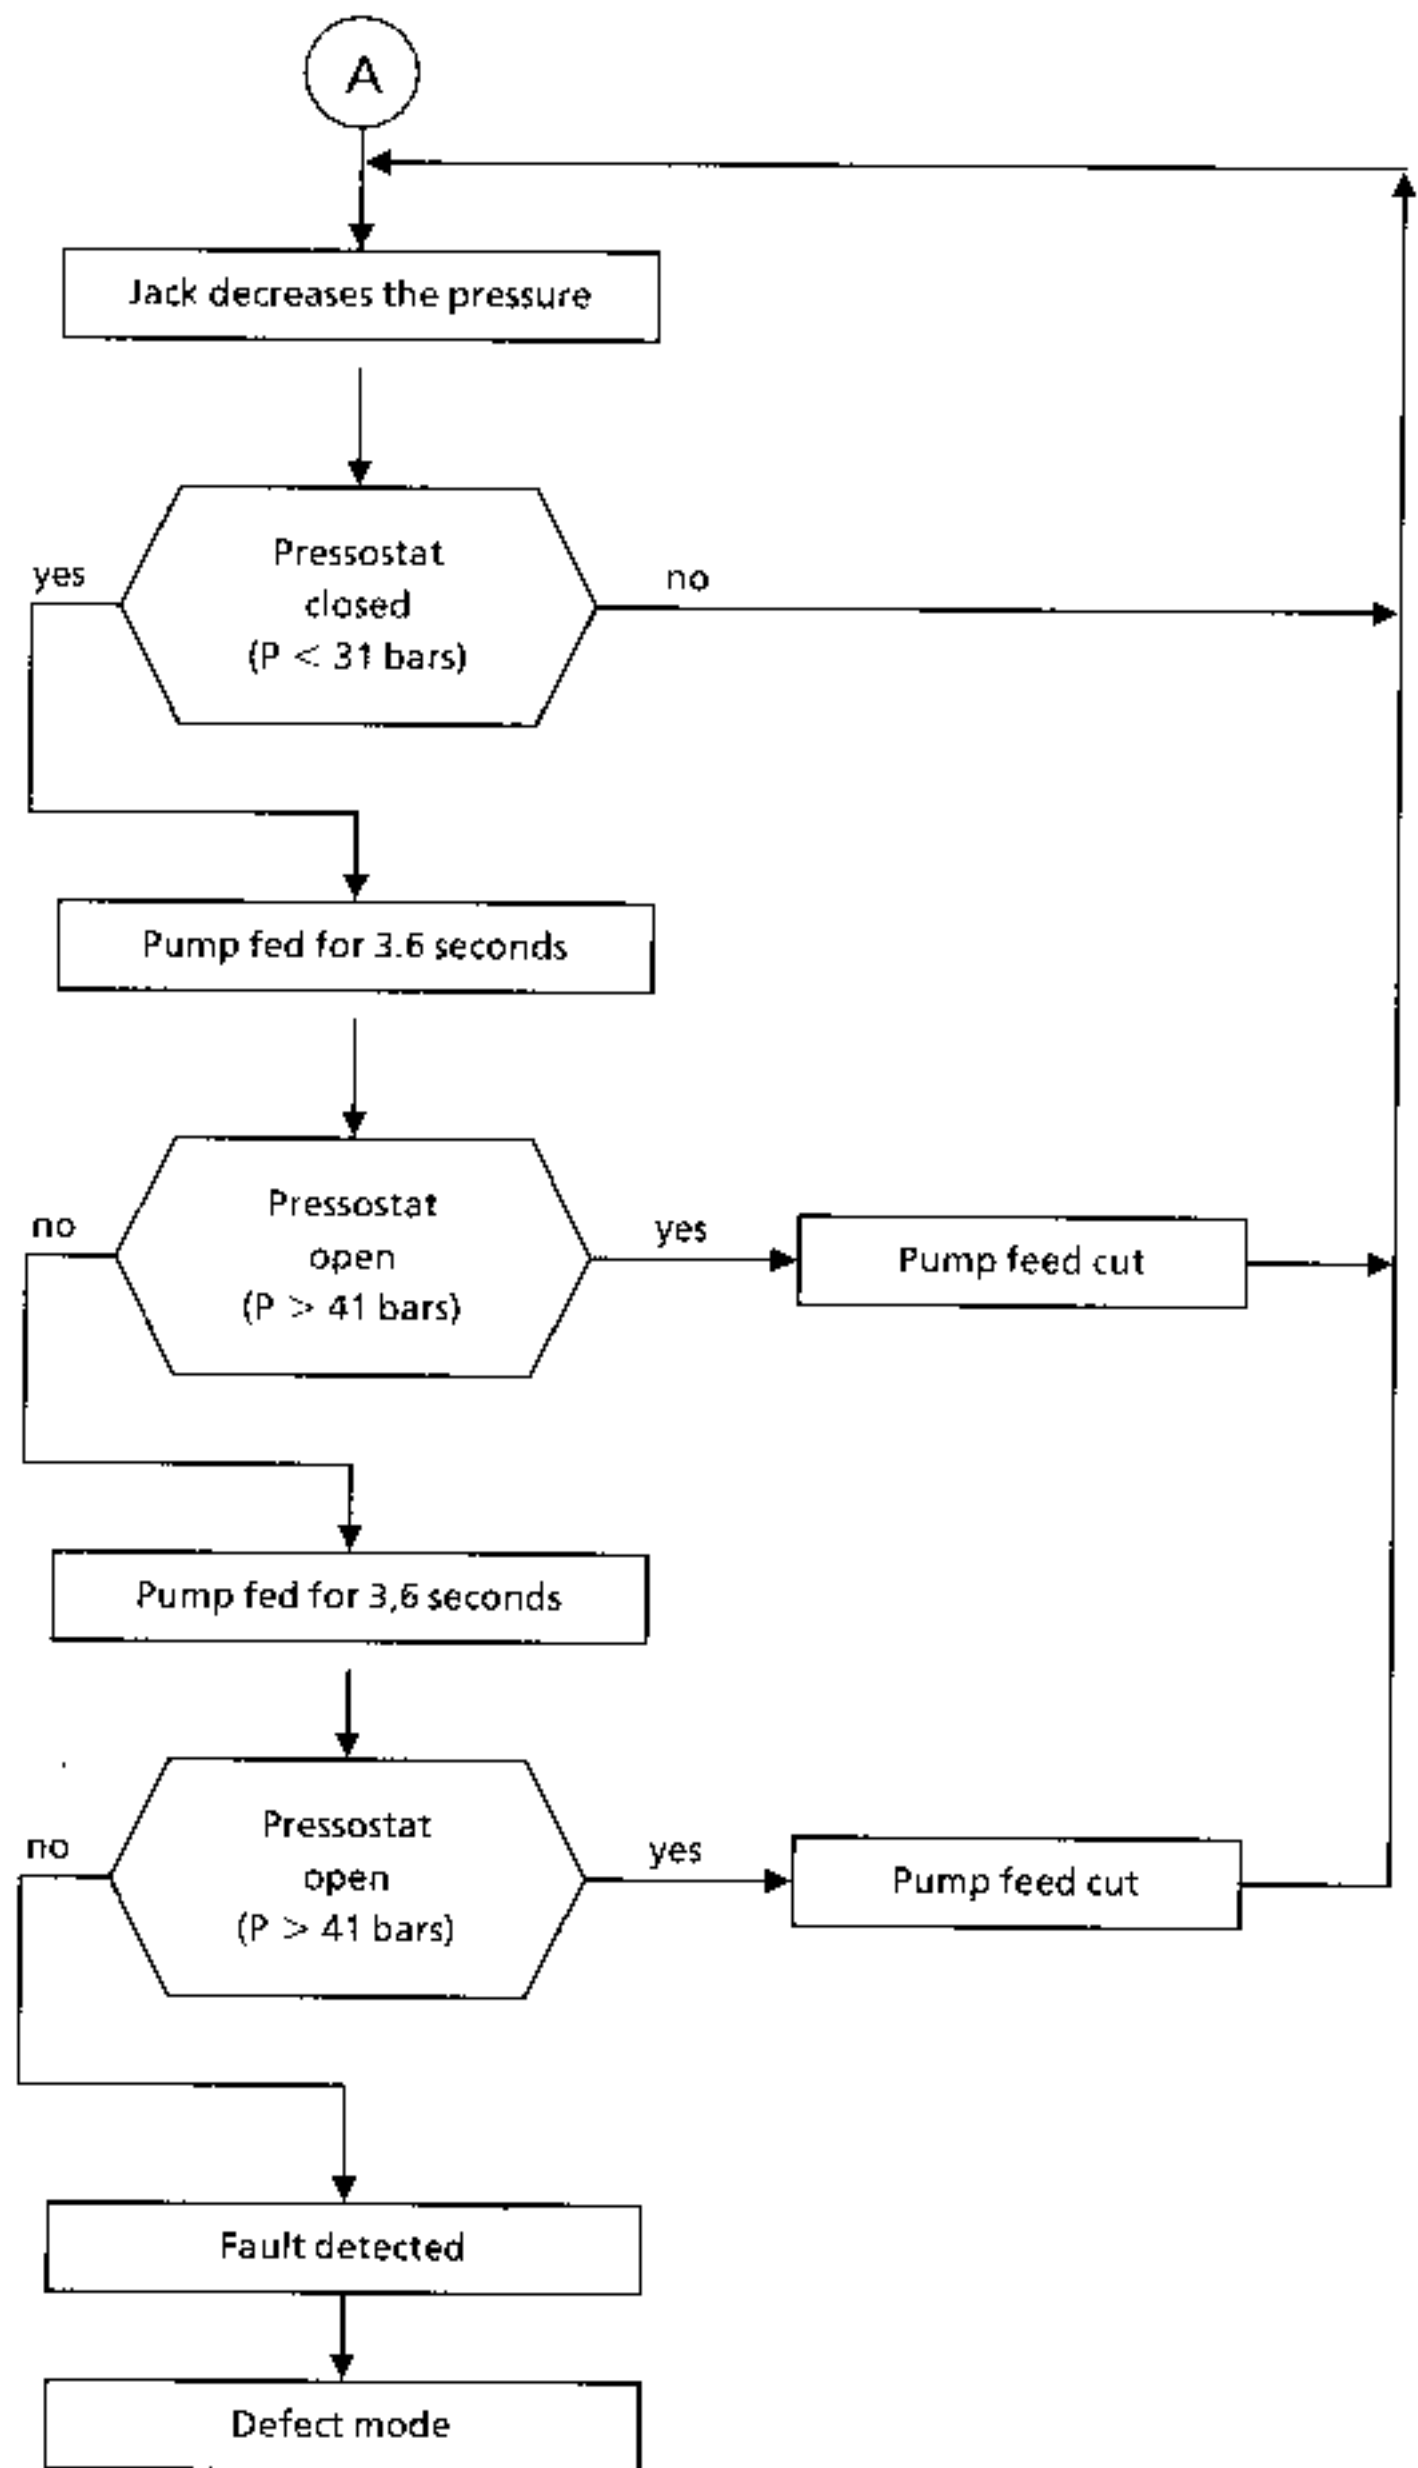 A
Jack decreases the pressure
Pressostat
closed
(P < 31 bars)
yes
no
Pump fed for 3.6 seconds
Pressostat
open
(P > 41 bars)
no
yes
Pump feed cut
Pump fed for 3,6 seconds
Pressostat
open
(P > 41 bars)
no
yes
Pump feed cut
Fault detected
Defect mode